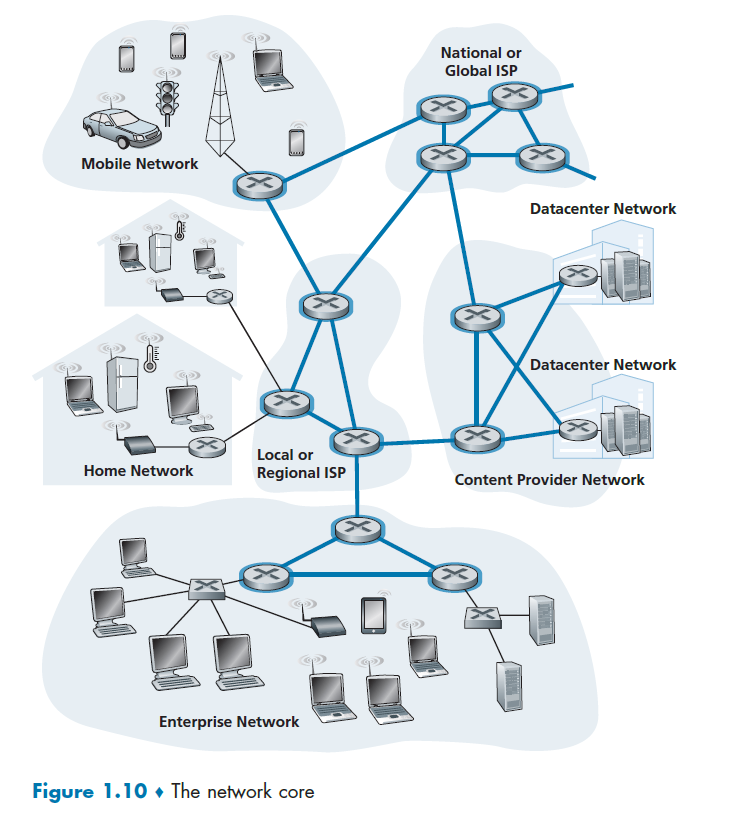 National or
Global ISP
Mobile Network
Datacenter Network
Datacenter Network
Home Network
Local or
Regional ISP
Content Provider Network
Enterprise Network
Figure 1.10 ♦ The network core